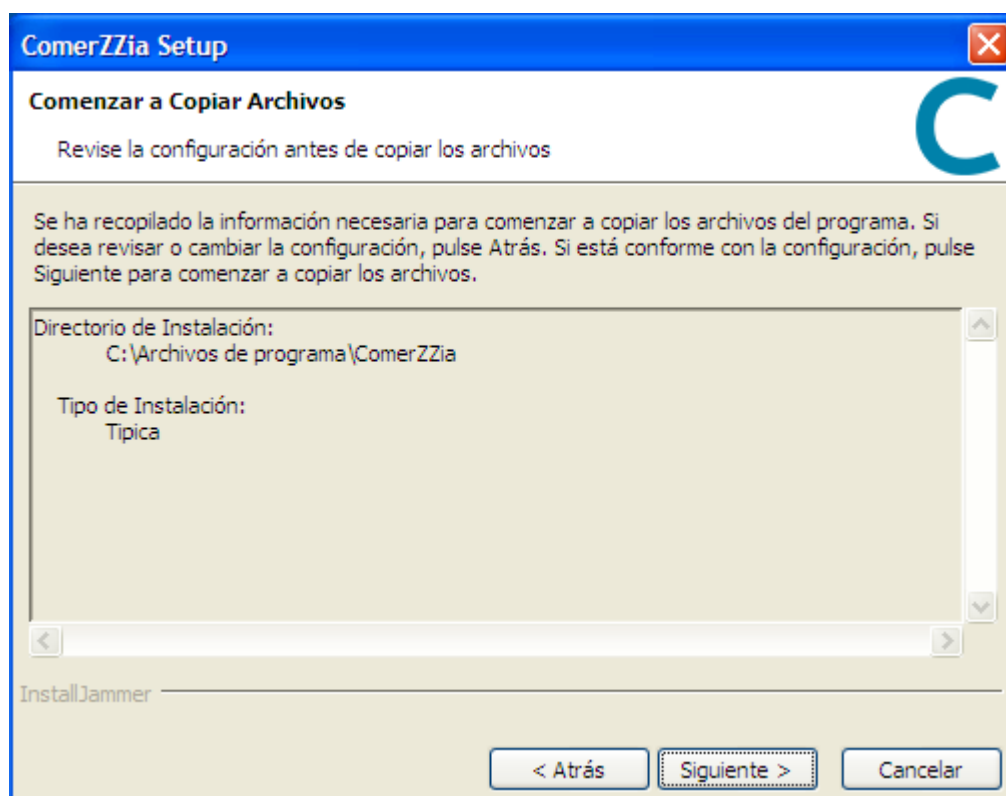 ComerZZia Setup
Comenzar a Copiar Archivos
Revise la configuración antes de copiar los archivos
Se ha recopilado la información necesaria para comenzar a copiar los archivos del programa. Si
desea revisar o cambiar la configuración, pulse Atrás. Si está conforme con la configuración, pulse
Siguiente para comenzar a copiar los archivos.
Directorio de Instalación:
C:\Archivos de programa\ComerZZia
Tipo de Instalación:
Tipica
InstallJammer
< Atrás
Siguiente >
Cancelar